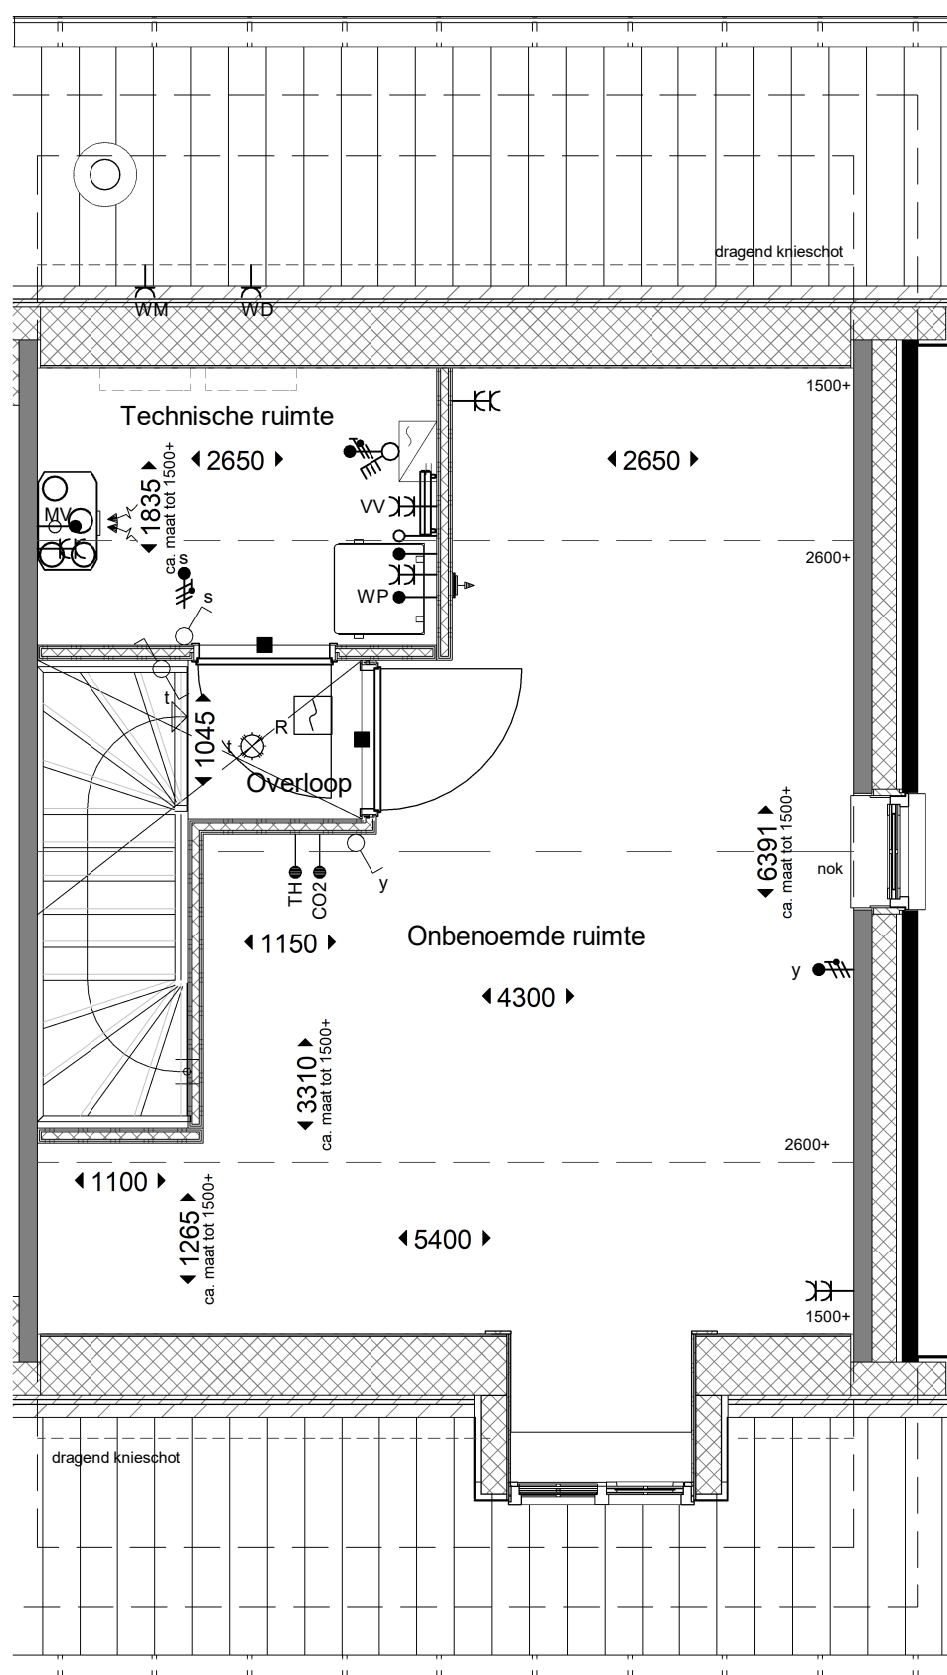 dragend knieschot
WM
WD
1500+
Technische ruimte
2650
2650
1835
ca. maat tot 1500+
VV
MV
2600+
s
WP
s
t
1045
R
t
Overloop
6391
ca. maat tot 1500+
nok
y
TH
CO2
1150
Onbenoemde ruimte
y
4300
3310
ca. maat tot 1500+
2600+
1100
1265
ca. maat tot 1500+
5400
1500+
dragend knieschot